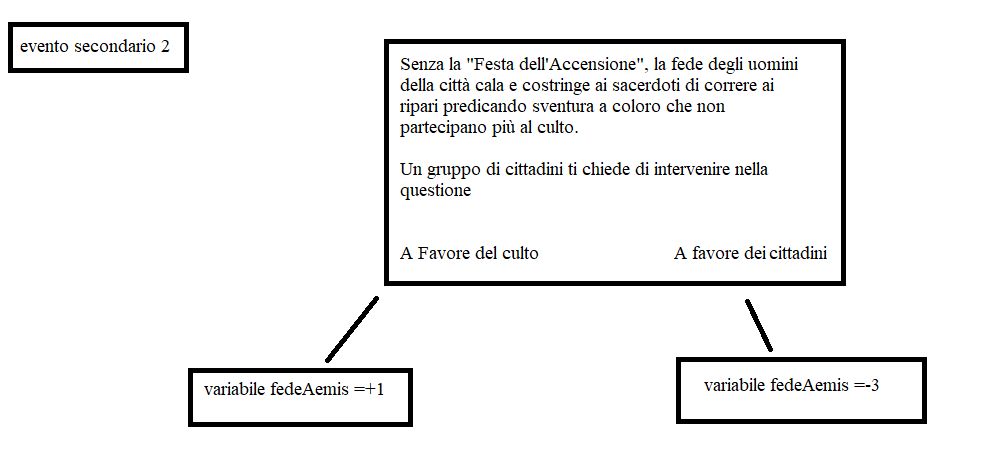 evento secondario 2
Senza la "Festa dell'Accensione", la fede degli uomini
della città cala e costringe ai sacerdoti di correre ai
ripari predicando sventura a coloro che non
partecipano più al culto.
Un gruppo di cittadini ti chiede di intervenire nella
questione
A Favore del culto
A favore dei cittadini
variabile fedeAemis =+1
variabile fedeAemis =-3